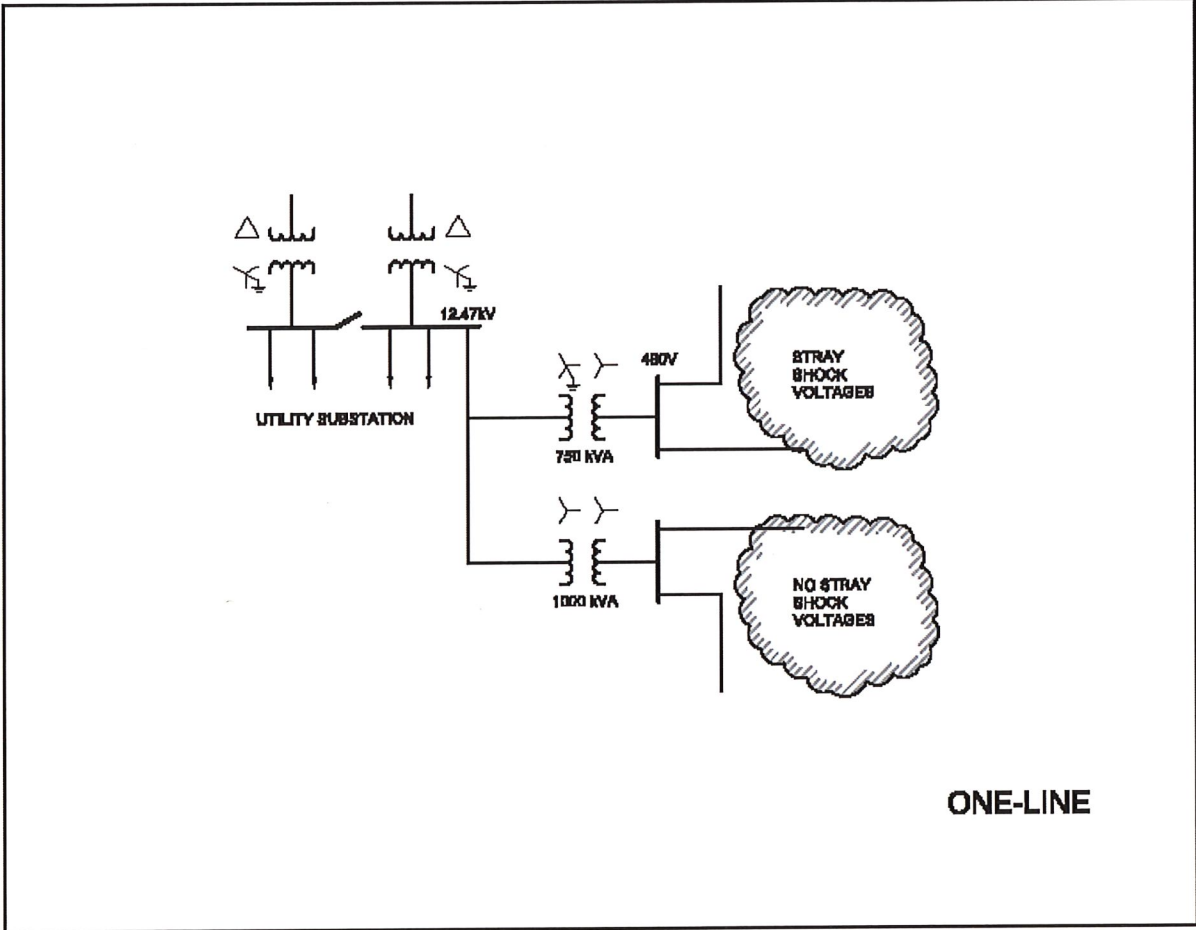 12.47kV
UTILITY SUBSTATION
480V
750 kVA
STRAY
SHOCK
VOLTAGES
1000 kVA
NO STRAY
SHOCK
VOLTAGES
ONE-LINE